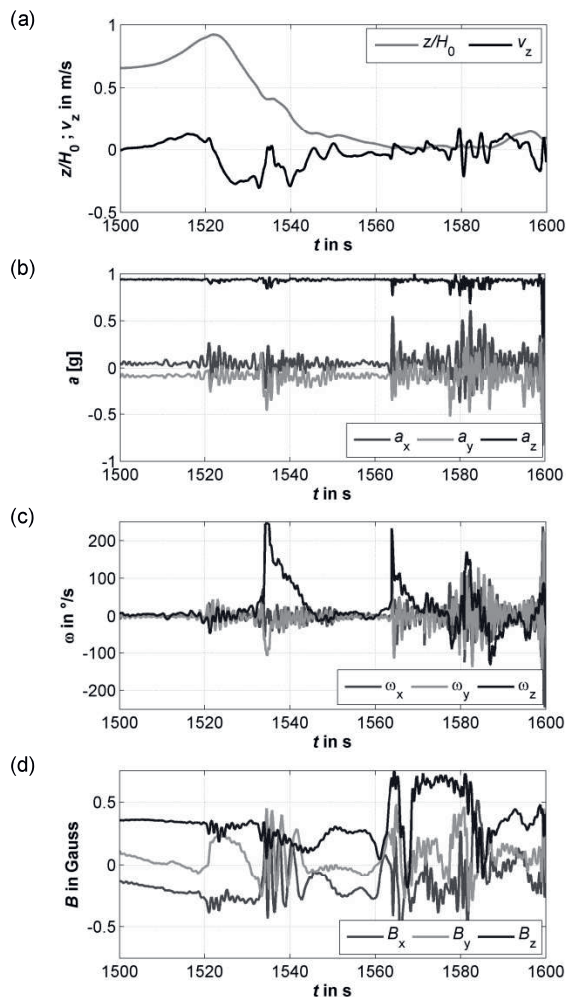 (a)
z/H0 ; vz in m/s
1
0.5
0
-0.5
z/H0 vz
1500 1520 1540 1560 1580 1600
t in s
(b)
a [g]
1
0.5
0
-0.5
-1
ax ay az
1500 1520 1540 1560 1580 1600
t in s
(c)
ω in °/s
200
100
0
-100
-200
ωx ωy ωz
1500 1520 1540 1560 1580 1600
t in s
(d)
B in Gauss
0.5
0
-0.5
Bx By Bz
1500 1520 1540 1560 1580 1600
t in s